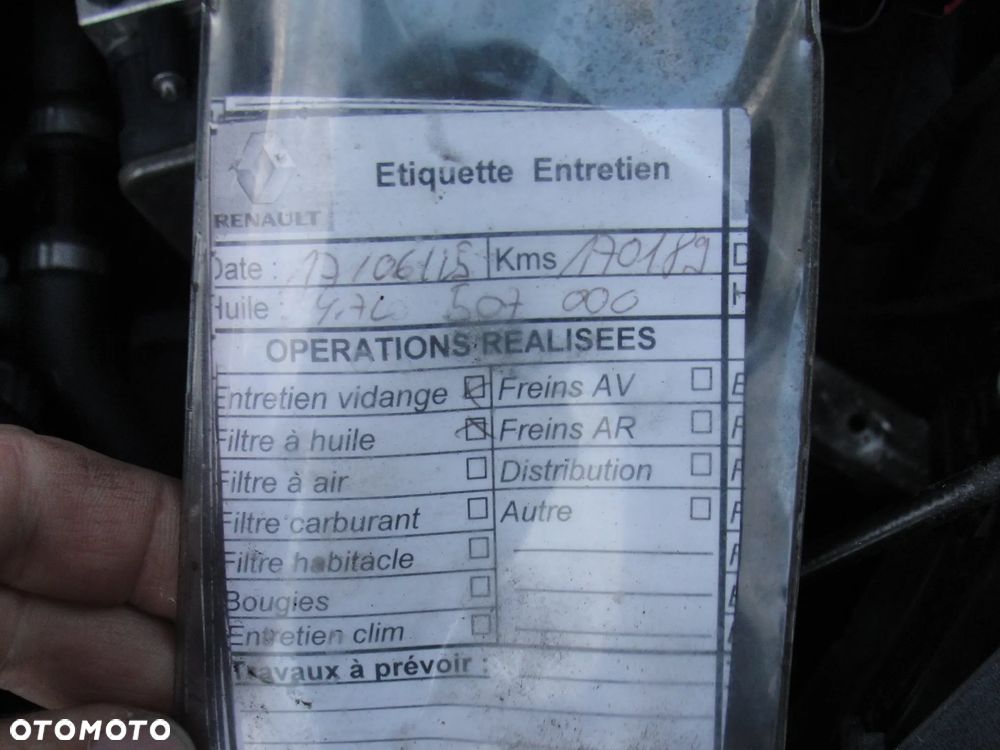 Etiquette Entretien
RENAULT
Date : 17/06/15 Kms 170189 D
Huile : 4.7L 507 000 H
OPERATIONS REALISEES
Entretien vidange ☑ Freins AV ☐
Filtre à huile ☑ Freins AR ☐
Filtre à air ☐ Distribution ☐
Filtre carburant ☐ Autre ☐
Filtre habitacle ☐
Bougies ☐
Entretien clim ☐
Travaux à prévoir :
OTOMOTO